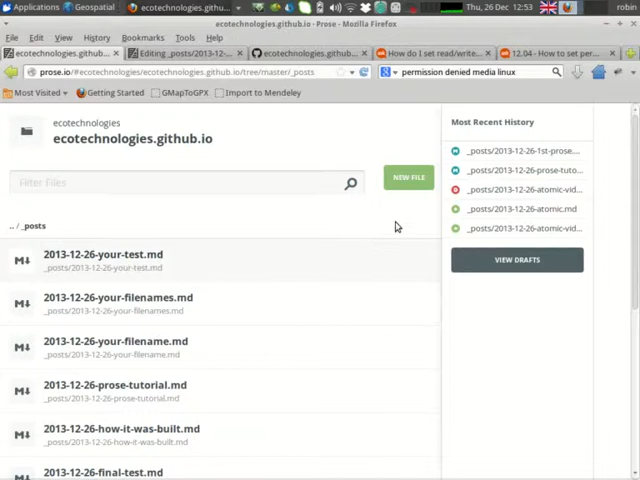 Applications Geospatial Thu, 26 Dec 12:53 robin
ecotechnologies.github.io - Prose - Mozilla Firefox
File Edit View History Bookmarks Tools Help
ecotechnologies.github.... Editing _posts/2013-12-... ecotechnologies/ecotechnologies.githu... How do I set read/write... 12.04 - How to set per...
prose.io/#ecotechnologies/ecotechnologies.github.io/tree/master/_posts permission denied media linux
Most Visited Getting Started GMapToGPX Import to Mendeley
ecotechnologies
ecotechnologies.github.io
Filter Files
NEW FILE
.. / _posts
2013-12-26-your-test.md
_posts/2013-12-26-your-test.md
2013-12-26-your-filenames.md
_posts/2013-12-26-your-filenames.md
2013-12-26-your-filename.md
_posts/2013-12-26-your-filename.md
2013-12-26-prose-tutorial.md
_posts/2013-12-26-prose-tutorial.md
2013-12-26-how-it-was-built.md
_posts/2013-12-26-how-it-was-built.md
2013-12-26-final-test.md
Most Recent History
_posts/2013-12-26-1st-prose....
_posts/2013-12-26-prose-tuto...
_posts/2013-12-26-atomic-vid...
_posts/2013-12-26-atomic.md
_posts/2013-12-26-atomic-vid...
VIEW DRAFTS